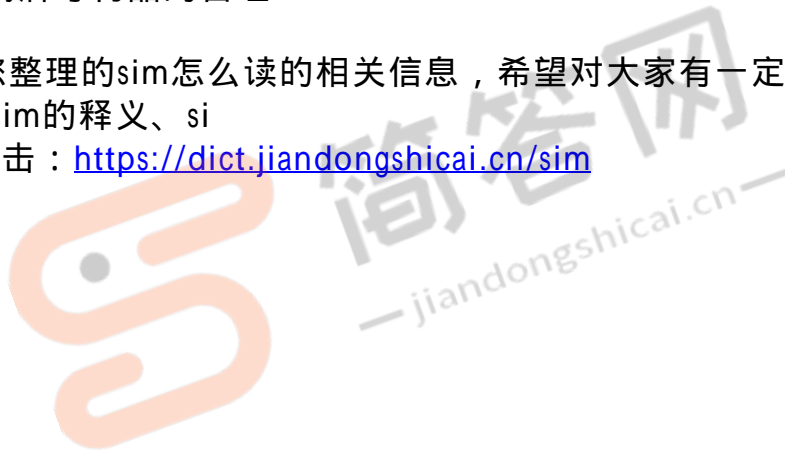 整理的sim怎么读的相关信息，希望对大家有一定
im的释义、si
击：https://dict.jiandongshicai.cn/sim
简答网
jiandongshicai.cn